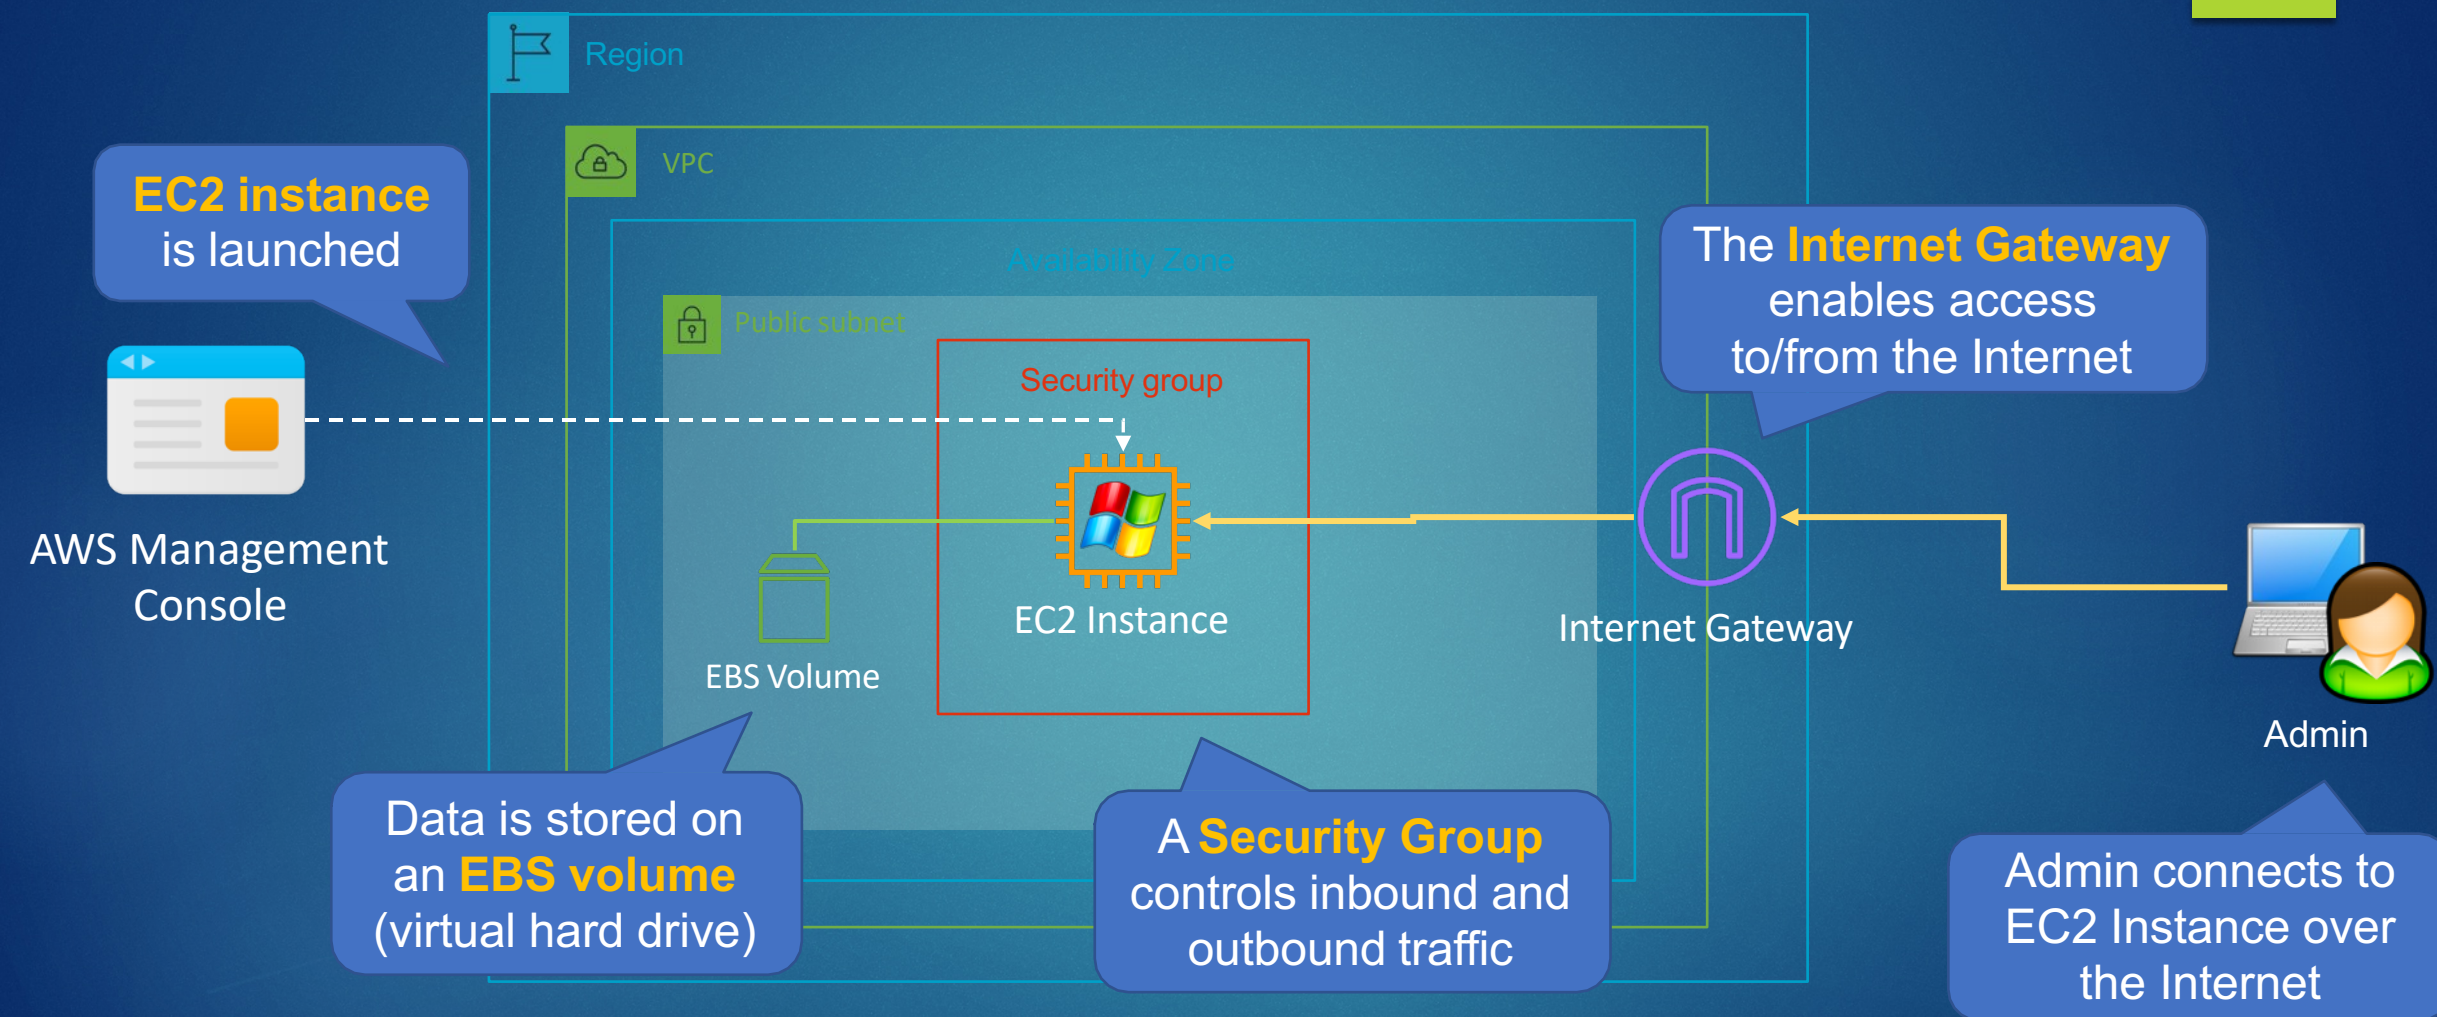 Region
VPC
EC2 instance
is launched
Availability Zone
The Internet Gateway
enables access
to/from the Internet
Public subnet
Security group
AWS Management
Console
EC2 Instance
Internet Gateway
EBS Volume
Admin
Data is stored on
an EBS volume
(virtual hard drive)
A Security Group
controls inbound and
outbound traffic
Admin connects to
EC2 Instance over
the Internet